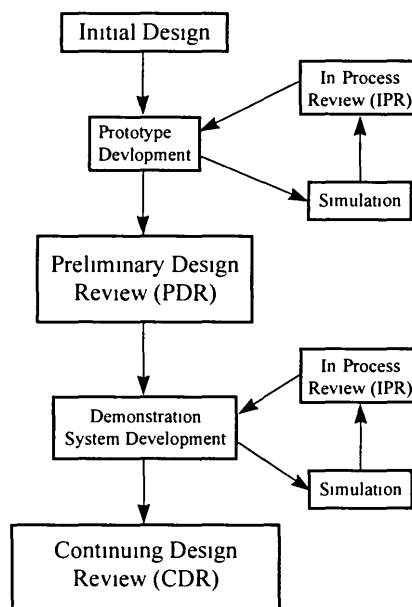 Initial Design
In Process
Review (IPR)
Prototype
Devlopment
Simulation
Preliminary Design
Review (PDR)
In Process
Review (IPR)
Demonstration
System Development
Simulation
Continuing Design
Review (CDR)